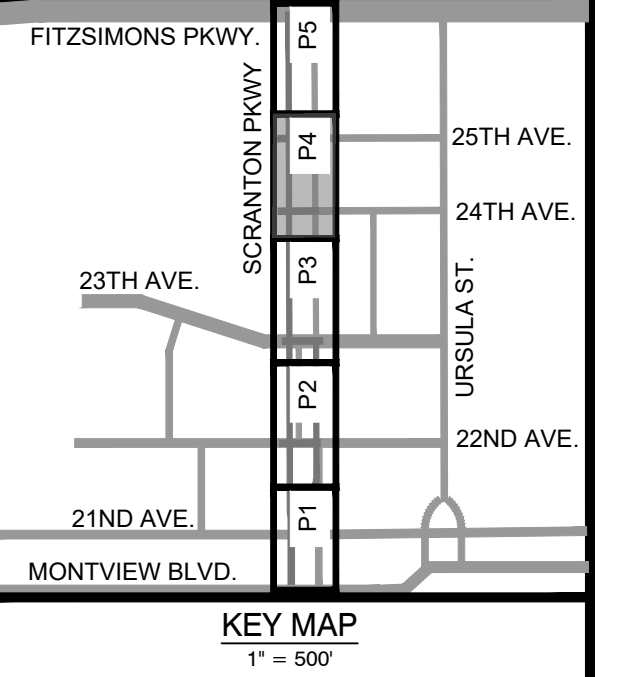 FITZSIMONS PKWY.
P5
SCRANTON PKWY
P4
25TH AVE.
24TH AVE.
P3
23TH AVE.
URSULA ST.
P2
22ND AVE.
P1
21ND AVE.
MONTVIEW BLVD.
KEY MAP
1" = 500'